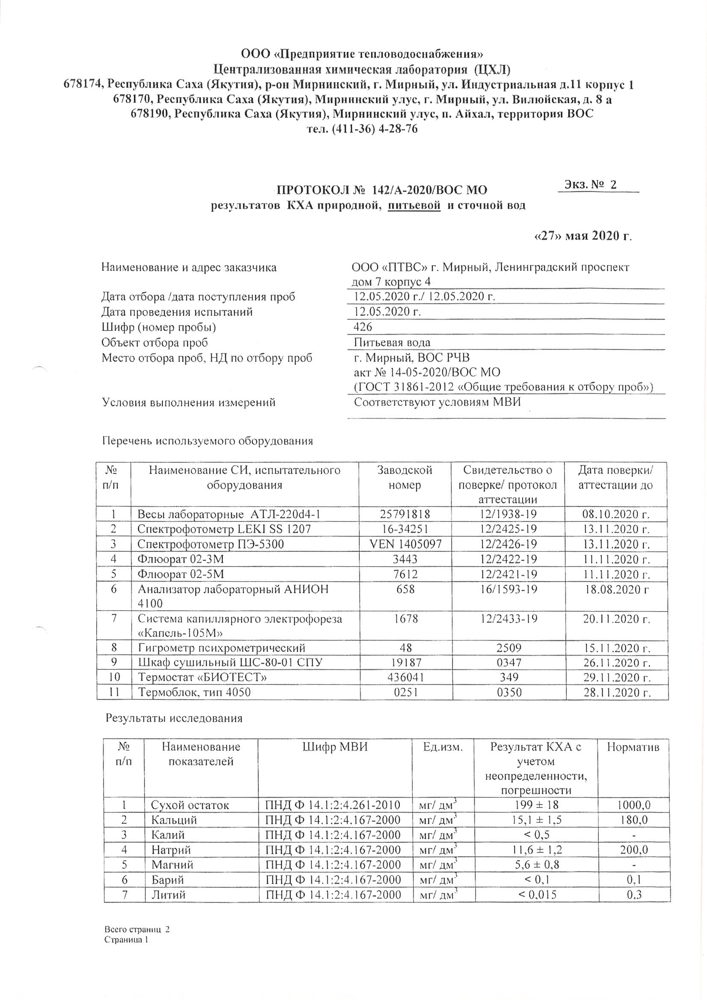 ООО «Предприятие тепловодоснабжения»
Централизованная химическая лаборатория (ЦХЛ)
678174, Республика Саха (Якутия), р-он Мирнинский, г. Мирный, ул. Индустриальная д.11 корпус 1
678170, Республика Саха (Якутия), Мирнинский улус, г. Мирный, ул. Вилюйская, д. 8 а
678190, Республика Саха (Якутия), Мирнинский улус, п. Айхал, территория ВОС
тел. (411-36) 4-28-76
Экз. № 2
ПРОТОКОЛ № 142/А-2020/ВОС МО
результатов КХА природной, питьевой и сточной вод
«27» мая 2020 г.
Наименование и адрес заказчика ООО «ПТВС» г. Мирный, Ленинградский проспект
дом 7 корпус 4
Дата отбора /дата поступления проб 12.05.2020 г./ 12.05.2020 г.
Дата проведения испытаний 12.05.2020 г.
Шифр (номер пробы) 426
Объект отбора проб Питьевая вода
Место отбора проб, НД по отбору проб г. Мирный, ВОС РЧВ
акт № 14-05-2020/ВОС МО
(ГОСТ 31861-2012 «Общие требования к отбору проб»)
Условия выполнения измерений Соответствуют условиям МВИ
Перечень используемого оборудования
№ Наименование СИ, испытательного Заводской Свидетельство о Дата поверки/
п/п оборудования номер поверке/ протокол аттестации до
аттестации
1 Весы лабораторные АТЛ-220d4-1 25791818 12/1938-19 08.10.2020 г.
2 Спектрофотометр LEKI SS 1207 16-34251 12/2425-19 13.11.2020 г.
3 Спектрофотометр ПЭ-5300 VEN 1405097 12/2426-19 13.11.2020 г.
4 Флюорат 02-3М 3443 12/2422-19 11.11.2020 г.
5 Флюорат 02-5М 7612 12/2421-19 11.11.2020 г.
6 Анализатор лабораторный АНИОН 658 16/1593-19 18.08.2020 г
4100
7 Система капиллярного электрофореза 1678 12/2433-19 20.11.2020 г.
«Капель-105М»
8 Гигрометр психрометрический 48 2509 15.11.2020 г.
9 Шкаф сушильный ШС-80-01 СПУ 19187 0347 26.11.2020 г.
10 Термостат «БИОТЕСТ» 436041 349 29.11.2020 г.
11 Термоблок, тип 4050 0251 0350 28.11.2020 г.
Результаты исследования
№ Наименование Шифр МВИ Ед.изм. Результат КХА с Норматив
п/п показателей учетом
неопределенности,
погрешности
1 Сухой остаток ПНД Ф 14.1:2:4.261-2010 мг/ дм³ 199 ± 18 1000,0
2 Кальций ПНД Ф 14.1:2:4.167-2000 мг/ дм³ 15,1 ± 1,5 180,0
3 Калий ПНД Ф 14.1:2:4.167-2000 мг/ дм³ < 0,5 -
4 Натрий ПНД Ф 14.1:2:4.167-2000 мг/ дм³ 11,6 ± 1,2 200,0
5 Магний ПНД Ф 14.1:2:4.167-2000 мг/ дм³ 5,6 ± 0,8 -
6 Барий ПНД Ф 14.1:2:4.167-2000 мг/ дм³ < 0,1 0,1
7 Литий ПНД Ф 14.1:2:4.167-2000 мг/ дм³ < 0,015 0,3
Всего страниц 2
Страница 1